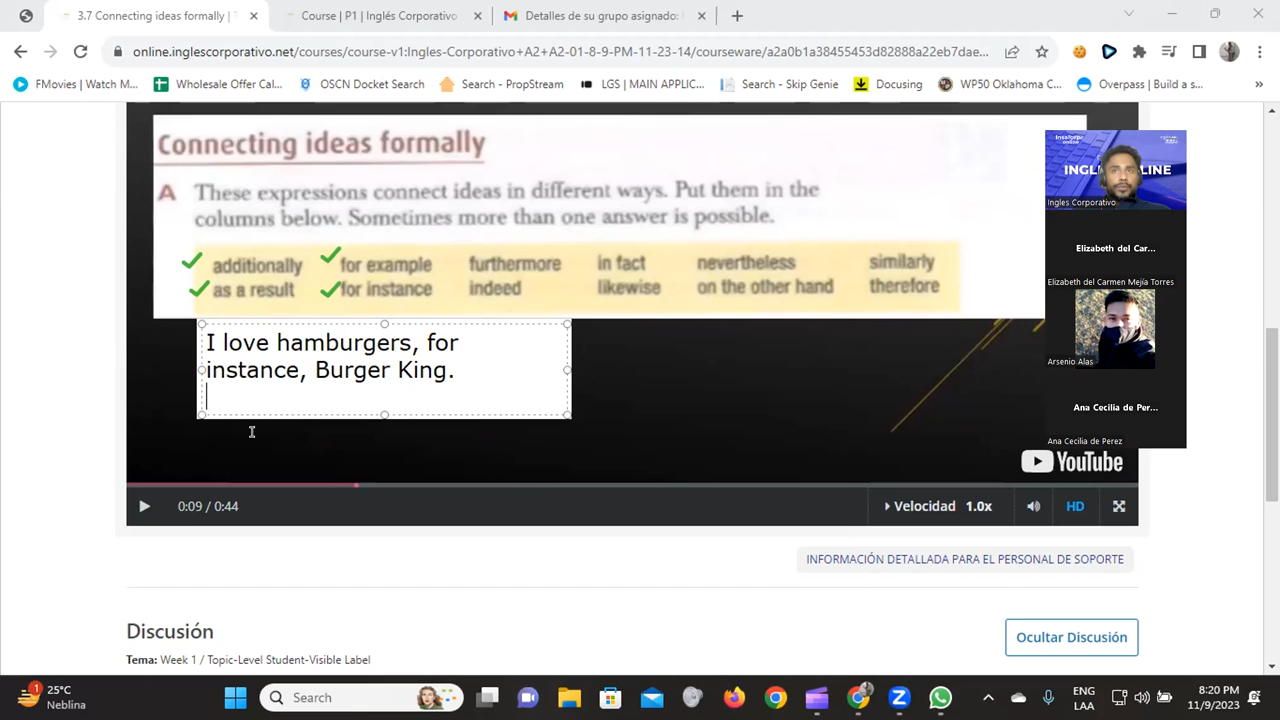 3.7 Connecting ideas formally | T
Course | P1 | Inglés Corporativo
Detalles de su grupo asignado:
online.inglescorporativo.net/courses/course-v1:Ingles-Corporativo+A2+A2-01-8-9-PM-11-23-14/courseware/a2a0b1a38455453d82888a22eb7dae...
FMovies | Watch M...
Wholesale Offer Cal...
OSCN Docket Search
Search - PropStream
LGS | MAIN APPLIC...
Search - Skip Genie
Docusing
WP50 Oklahoma C...
Overpass | Build a s...
»
Connecting ideas formally
A These expressions connect ideas in different ways. Put them in the
columns below. Sometimes more than one answer is possible.
additionally for example furthermore in fact nevertheless similarly
as a result for instance indeed likewise on the other hand therefore
I love hamburgers, for
instance, Burger King.
INGL LINE
Ingles Corporativo
Elizabeth del Car...
Elizabeth del Carmen Mejía Torres
Arsenio Alas
Ana Cecilia de Per...
Ana Cecilia de Perez
YouTube
0:09 / 0:44
Velocidad 1.0x
HD
INFORMACIÓN DETALLADA PARA EL PERSONAL DE SOPORTE
Discusión
Ocultar Discusión
Tema: Week 1 / Topic-Level Student-Visible Label
1
25°C
Neblina
Search
ENG
LAA
8:20 PM
11/9/2023